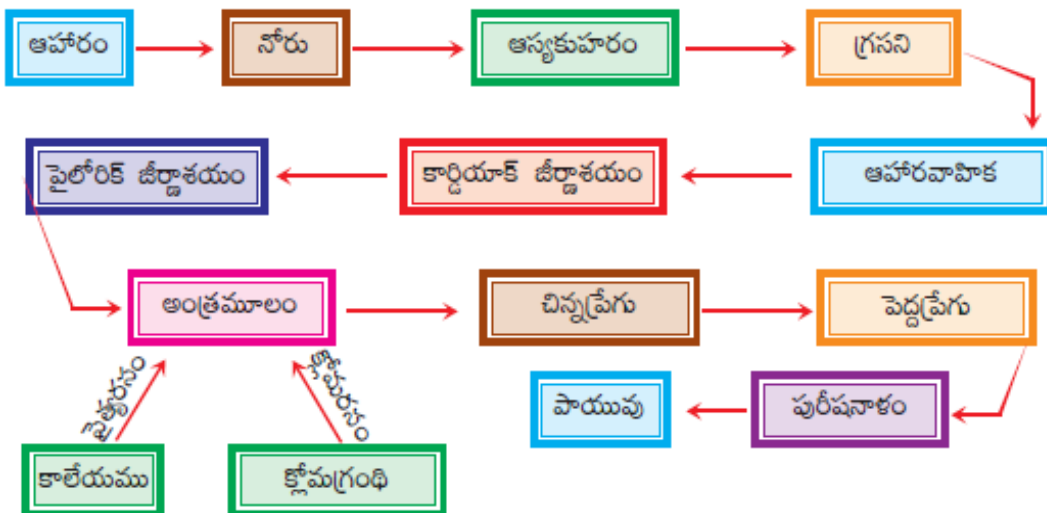 ఆహారం
నోరు
ఆస్యకుహరం
గ్రసని
ఆహారవాహిక
కార్డియాక్ జీర్ణాశయం
పైలోరిక్ జీర్ణాశయం
అంత్రమూలం
చిన్నప్రేగు
పెద్దప్రేగు
పురీషనాళం
పాయువు
పైత్యరసం
క్లోమరసం
కాలేయము
క్లోమగ్రంథి